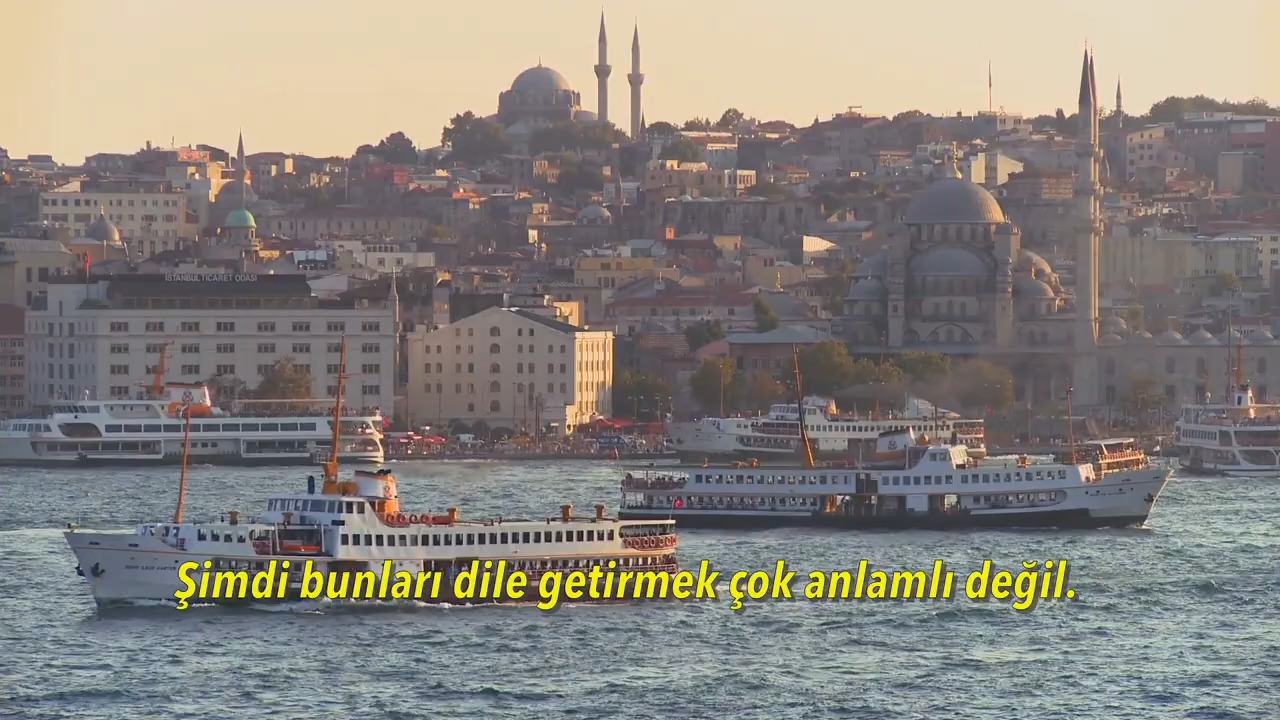 İSTANBUL TİCARET ODASI
Şimdi bunları dile getirmek çok anlamlı değil.